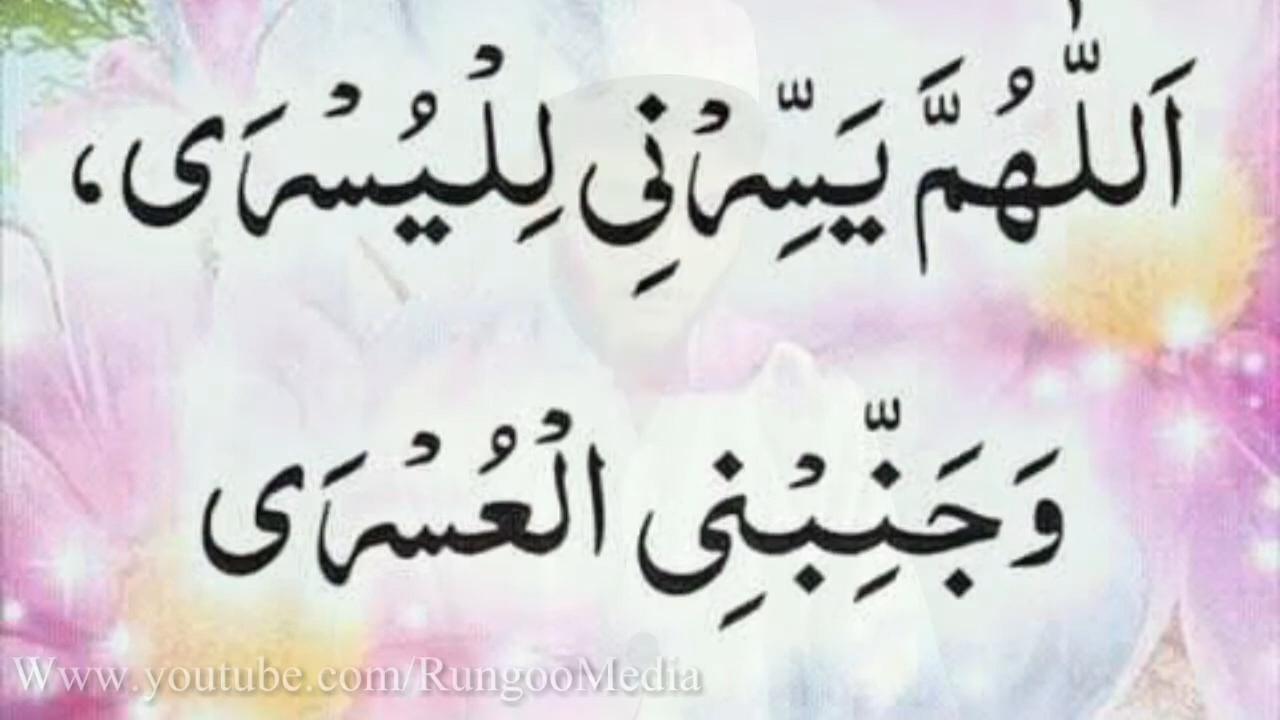 اَللّٰهُمَّ يَسِّرْنِي لِلْيُسْرَى،
وَجَنِّبْنِي الْعُسْرَى
Www.youtube.com/RungooMedia